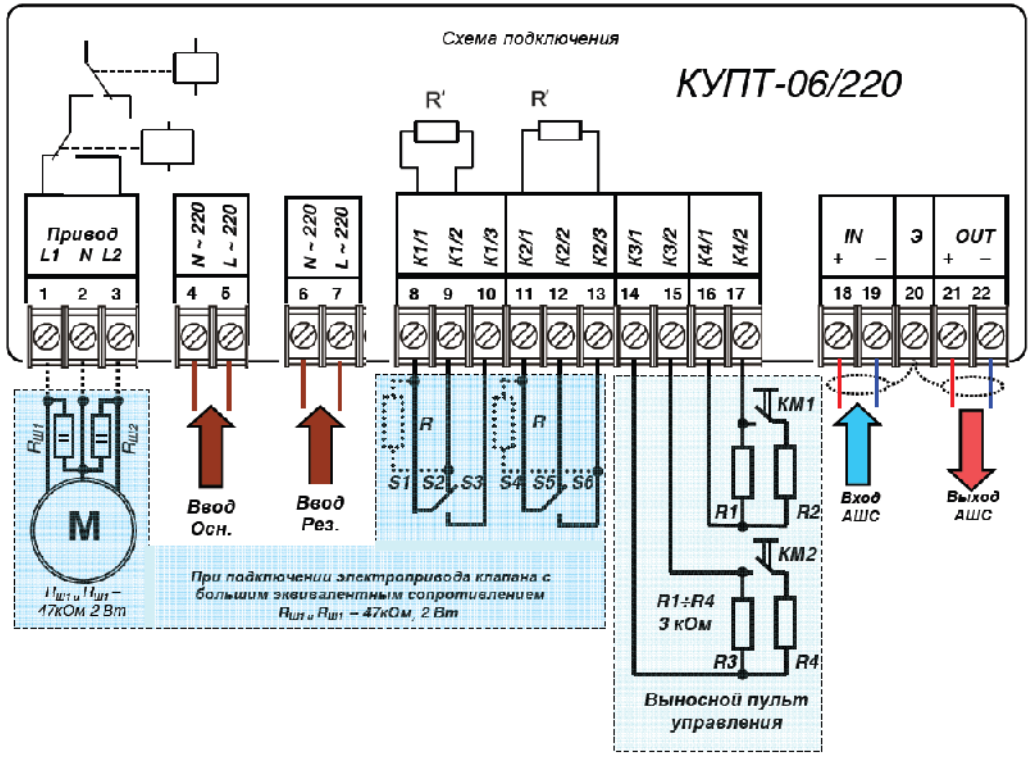 Схема подключения
КУПТ-06/220
R′ R′
Привод
L1 N L2
N ~ 220
L ~ 220
N ~ 220
L ~ 220
К1/1
К1/2
К1/3
К2/1
К2/2
К2/3
К3/1
К3/2
К4/1
К4/2
IN Э OUT
+ − + −
1 2 3 4 5 6 7 8 9 10 11 12 13 14 15 16 17 18 19 20 21 22
RШ1
RШ2
М
RШ1 и RШ1 –
47кОм 2 Вт
Ввод
Осн.
Ввод
Рез.
R R
S1 S2 S3 S4 S5 S6
При подключении электропривода клапана с
большим эквивалентным сопротивлением
RШ1 и RШ1 – 47кОм, 2 Вт
КМ1
R1 R2
КМ2
R1÷R4
3 кОм
R3 R4
Выносной пульт
управления
Вход
АШС
Выход
АШС